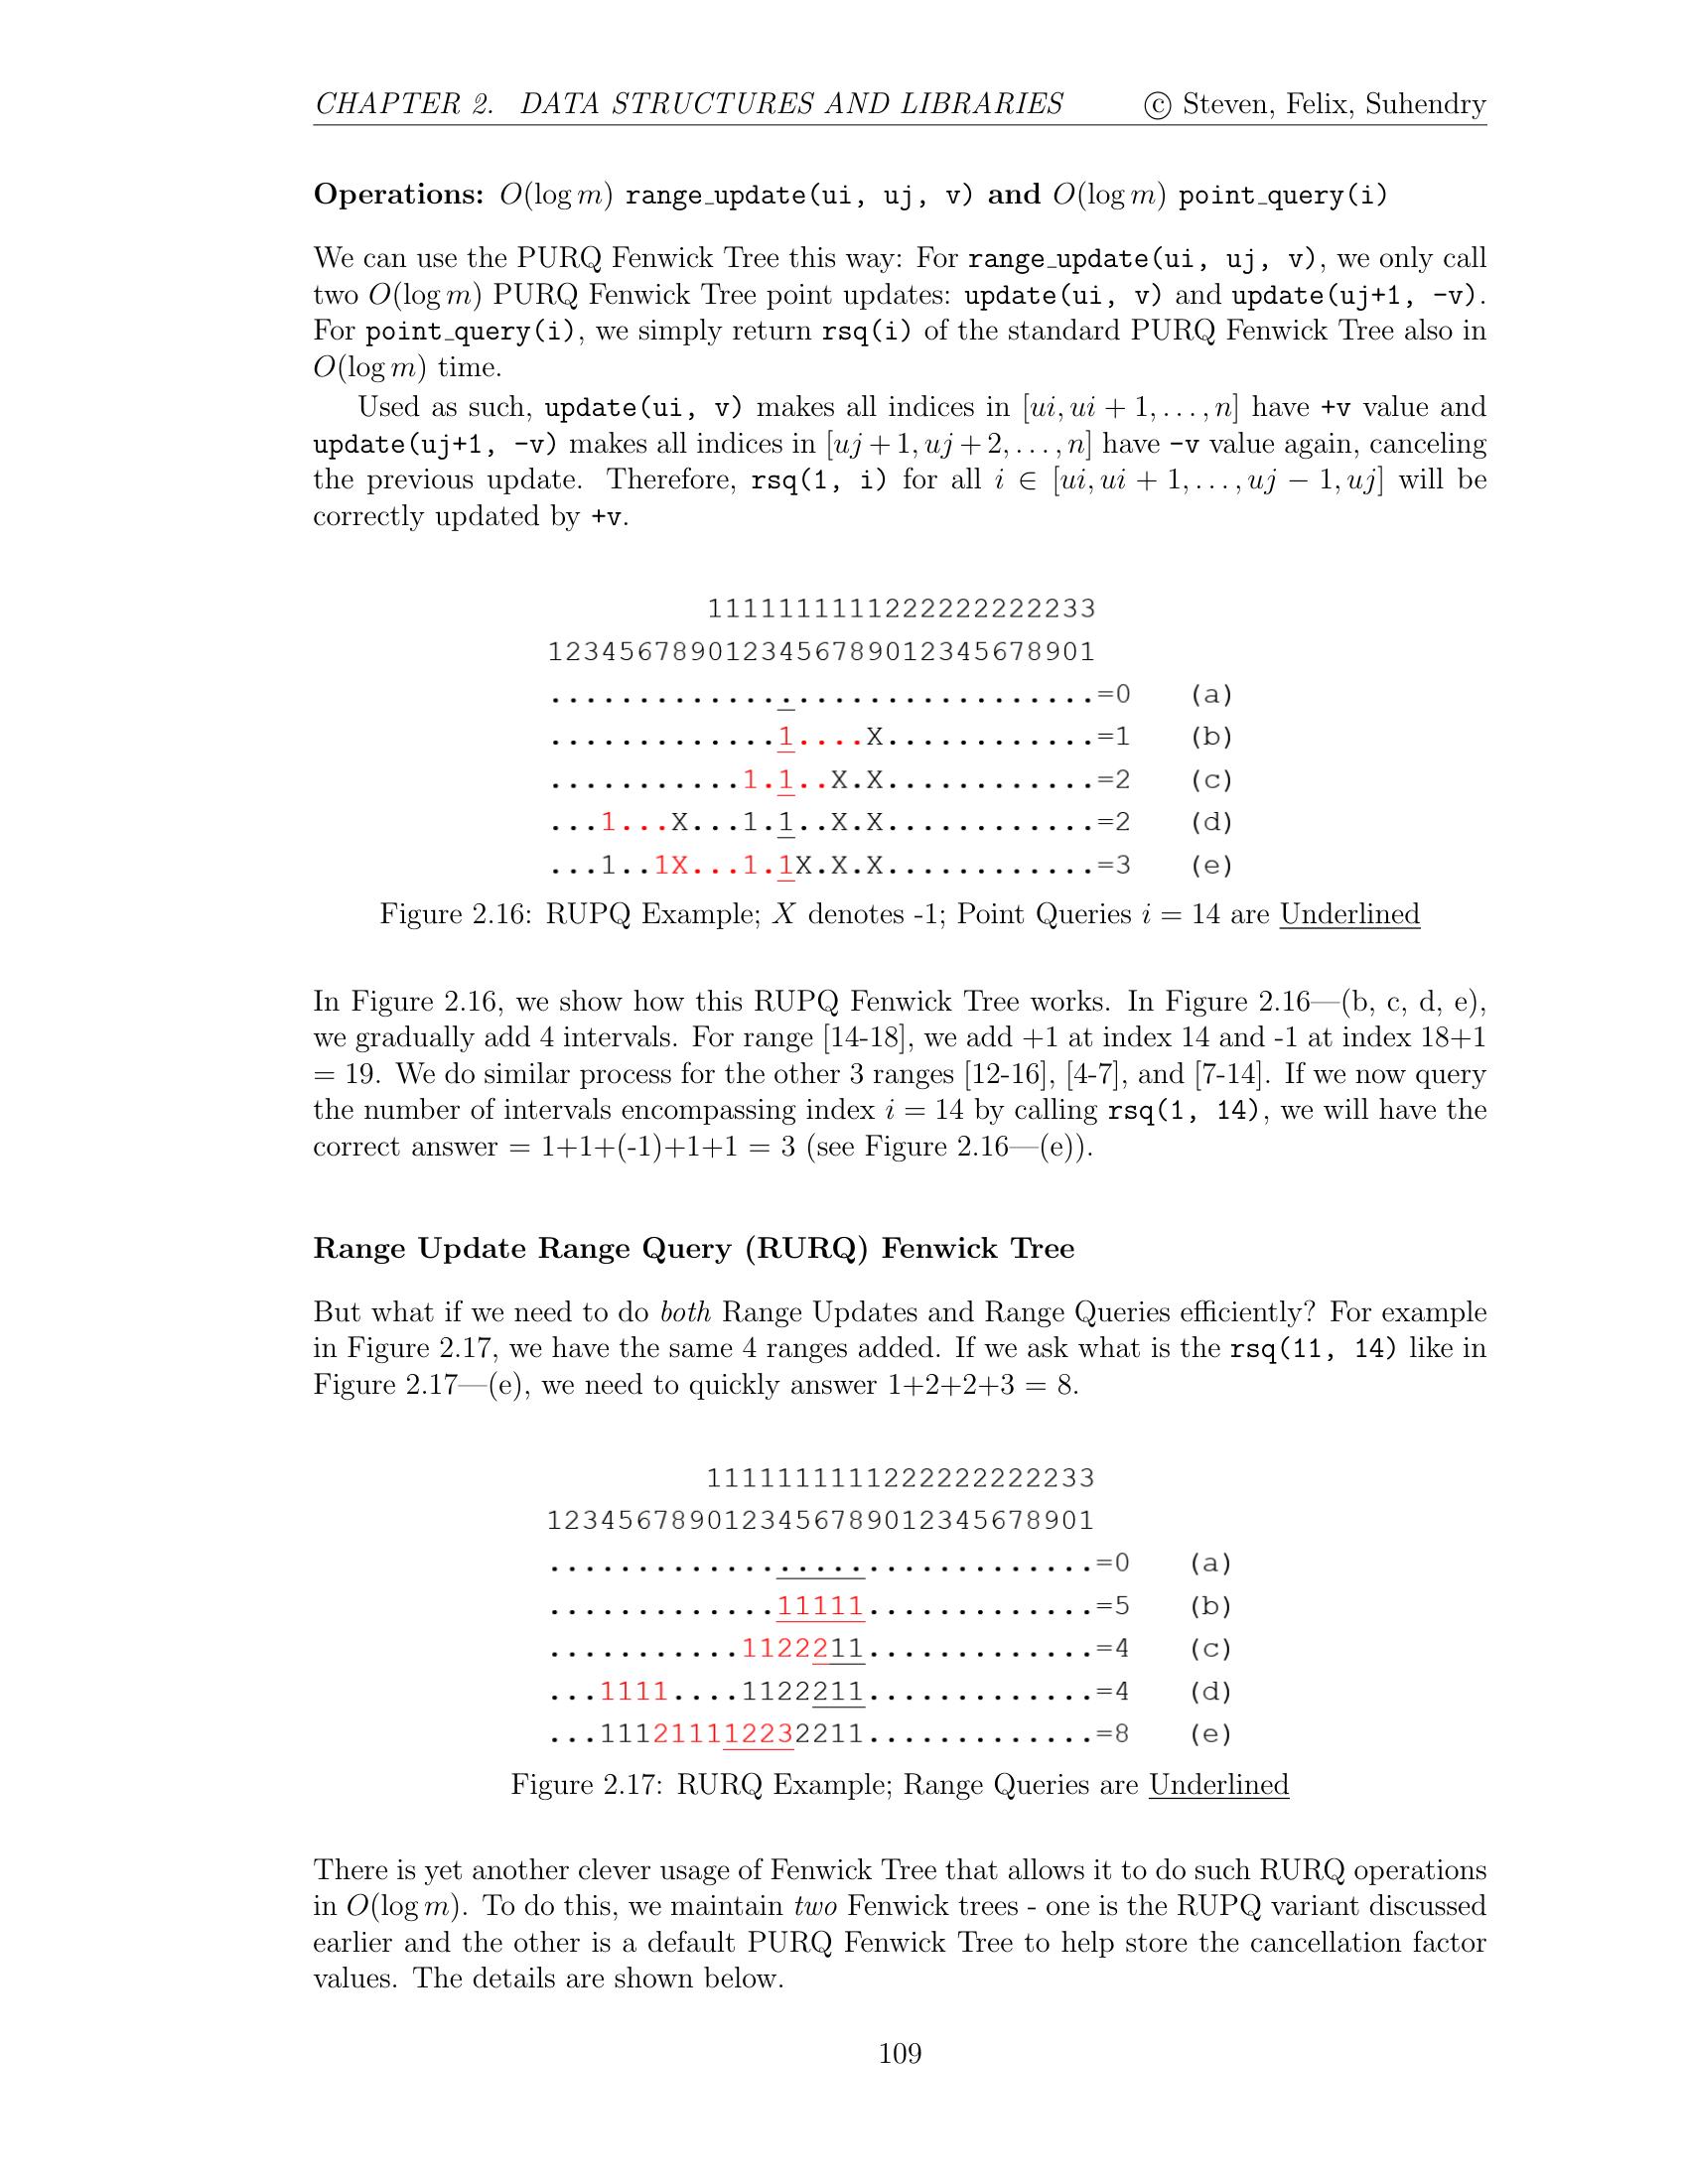 CHAPTER 2. DATA STRUCTURES AND LIBRARIES © Steven, Felix, Suhendry
Operations: O(log m) range_update(ui, uj, v) and O(log m) point_query(i)
We can use the PURQ Fenwick Tree this way: For range_update(ui, uj, v), we only call
two O(log m) PURQ Fenwick Tree point updates: update(ui, v) and update(uj+1, -v).
For point_query(i), we simply return rsq(i) of the standard PURQ Fenwick Tree also in
O(log m) time.
Used as such, update(ui, v) makes all indices in [ui, ui + 1, . . . , n] have +v value and
update(uj+1, -v) makes all indices in [uj + 1, uj + 2, . . . , n] have -v value again, canceling
the previous update. Therefore, rsq(1, i) for all i ∈ [ui, ui + 1, . . . , uj − 1, uj] will be
correctly updated by +v.
1111111111222222222233
1234567890123456789012345678901
...............................=0 (a)
.............1....X............=1 (b)
...........1.1..X.X............=2 (c)
...1...X...1.1..X.X............=2 (d)
...1..1X...1.1X.X.X............=3 (e)
Figure 2.16: RUPQ Example; X denotes -1; Point Queries i = 14 are Underlined
In Figure 2.16, we show how this RUPQ Fenwick Tree works. In Figure 2.16—(b, c, d, e),
we gradually add 4 intervals. For range [14-18], we add +1 at index 14 and -1 at index 18+1
= 19. We do similar process for the other 3 ranges [12-16], [4-7], and [7-14]. If we now query
the number of intervals encompassing index i = 14 by calling rsq(1, 14), we will have the
correct answer = 1+1+(-1)+1+1 = 3 (see Figure 2.16—(e)).
Range Update Range Query (RURQ) Fenwick Tree
But what if we need to do both Range Updates and Range Queries efficiently? For example
in Figure 2.17, we have the same 4 ranges added. If we ask what is the rsq(11, 14) like in
Figure 2.17—(e), we need to quickly answer 1+2+2+3 = 8.
1111111111222222222233
1234567890123456789012345678901
...............................=0 (a)
.............11111.............=5 (b)
...........1122211.............=4 (c)
...1111....1122211.............=4 (d)
...111211112232211.............=8 (e)
Figure 2.17: RURQ Example; Range Queries are Underlined
There is yet another clever usage of Fenwick Tree that allows it to do such RURQ operations
in O(log m). To do this, we maintain two Fenwick trees - one is the RUPQ variant discussed
earlier and the other is a default PURQ Fenwick Tree to help store the cancellation factor
values. The details are shown below.
109